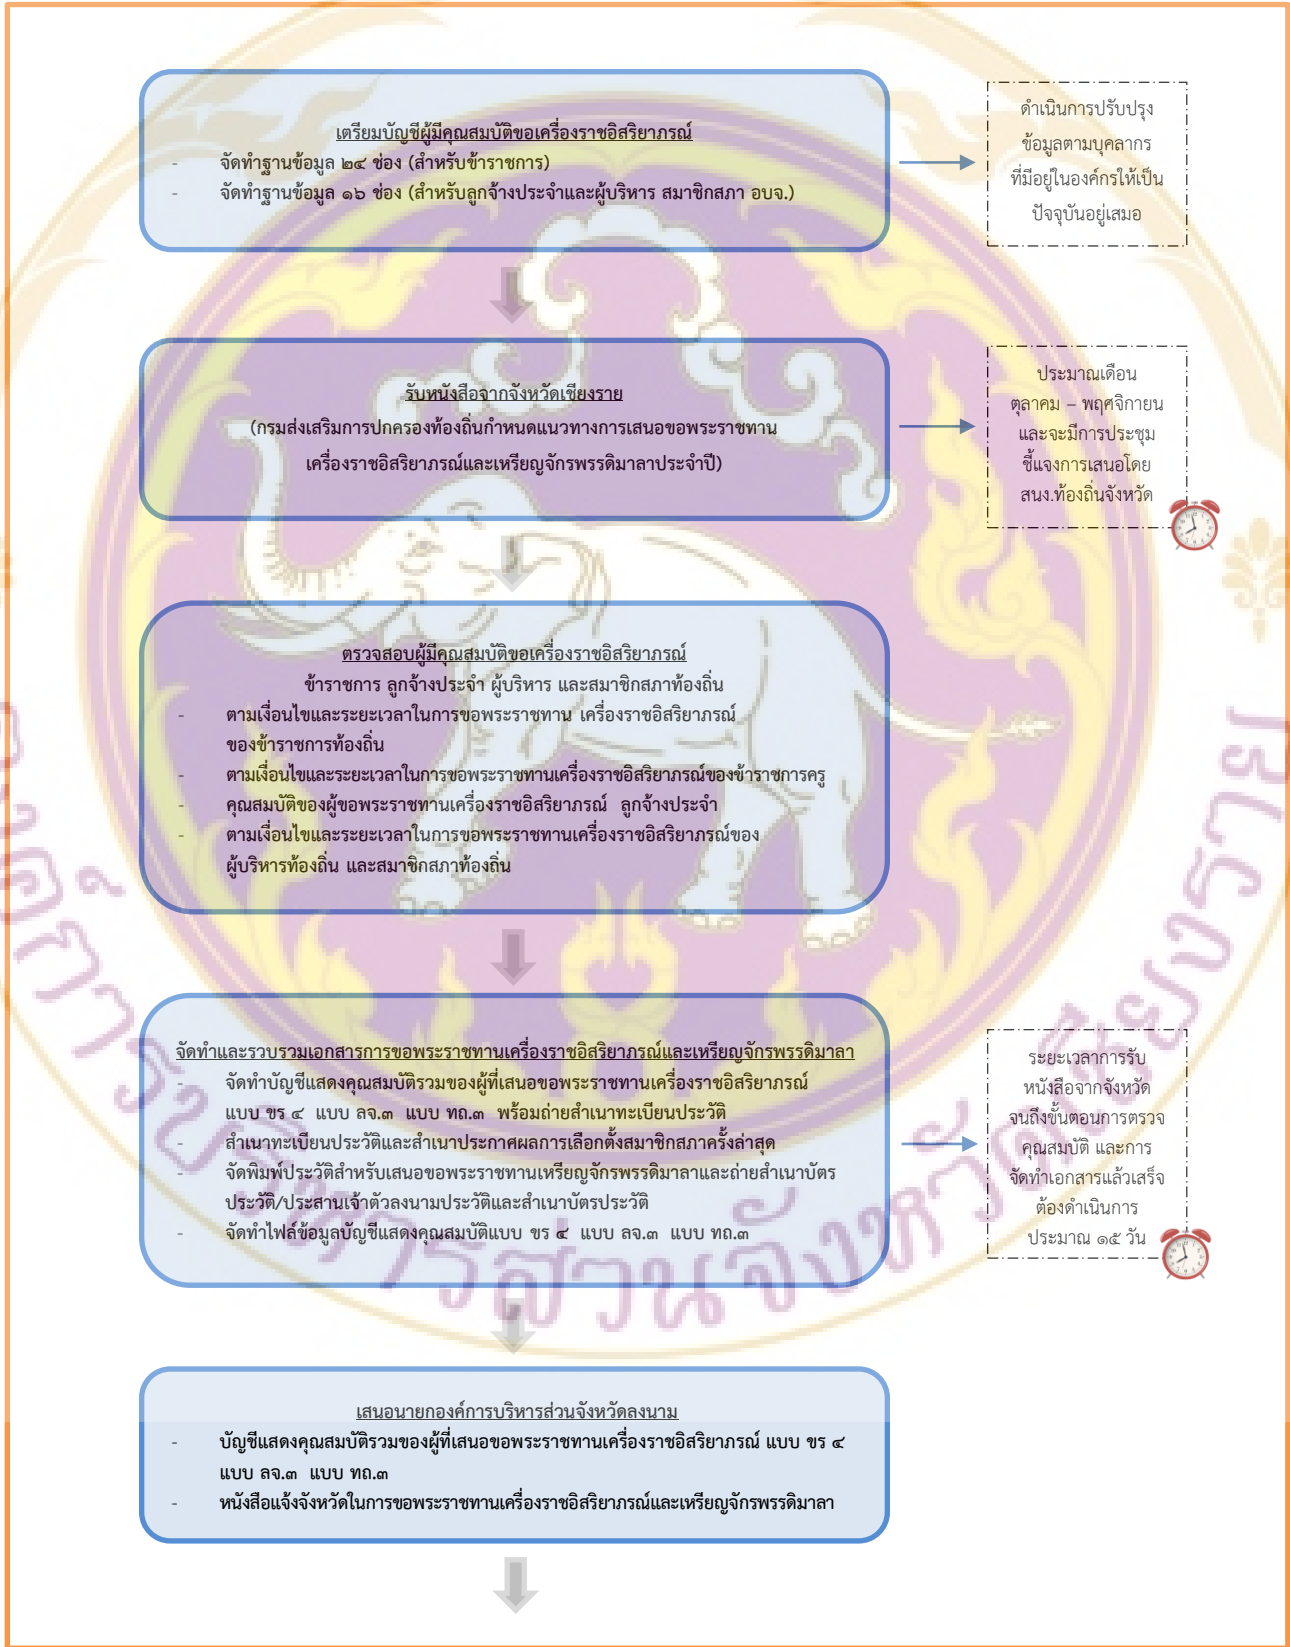 เตรียมบัญชีผู้มีคุณสมบัติขอเครื่องราชอิสริยาภรณ์
- จัดทำฐานข้อมูล ๒๔ ช่อง (สำหรับข้าราชการ)
- จัดทำฐานข้อมูล ๑๖ ช่อง (สำหรับลูกจ้างประจำและผู้บริหาร สมาชิกสภา อบจ.)
ดำเนินการปรับปรุง
ข้อมูลตามบุคลากร
ที่มีอยู่ในองค์กรให้เป็น
ปัจจุบันอยู่เสมอ
รับหนังสือจากจังหวัดเชียงราย
(กรมส่งเสริมการปกครองท้องถิ่นกำหนดแนวทางการเสนอขอพระราชทาน
เครื่องราชอิสริยาภรณ์และเหรียญจักรพรรดิมาลาประจำปี)
ประมาณเดือน
ตุลาคม – พฤศจิกายน
และจะมีการประชุม
ชี้แจงการเสนอโดย
สนง.ท้องถิ่นจังหวัด
ตรวจสอบผู้มีคุณสมบัติขอเครื่องราชอิสริยาภรณ์
ข้าราชการ ลูกจ้างประจำ ผู้บริหาร และสมาชิกสภาท้องถิ่น
- ตามเงื่อนไขและระยะเวลาในการขอพระราชทาน เครื่องราชอิสริยาภรณ์
ของข้าราชการท้องถิ่น
- ตามเงื่อนไขและระยะเวลาในการขอพระราชทานเครื่องราชอิสริยาภรณ์ของข้าราชการครู
- คุณสมบัติของผู้ขอพระราชทานเครื่องราชอิสริยาภรณ์ ลูกจ้างประจำ
- ตามเงื่อนไขและระยะเวลาในการขอพระราชทานเครื่องราชอิสริยาภรณ์ของ
ผู้บริหารท้องถิ่น และสมาชิกสภาท้องถิ่น
จัดทำและรวบรวมเอกสารการขอพระราชทานเครื่องราชอิสริยาภรณ์และเหรียญจักรพรรดิมาลา
- จัดทำบัญชีแสดงคุณสมบัติรวมของผู้ที่เสนอขอพระราชทานเครื่องราชอิสริยาภรณ์
แบบ ขร ๔ แบบ ลจ.๓ แบบ ทถ.๓ พร้อมถ่ายสำเนาทะเบียนประวัติ
- สำเนาทะเบียนประวัติและสำเนาประกาศผลการเลือกตั้งสมาชิกสภาครั้งล่าสุด
- จัดพิมพ์ประวัติสำหรับเสนอขอพระราชทานเหรียญจักรพรรดิมาลาและถ่ายสำเนาบัตร
ประวัติ/ประสานเจ้าตัวลงนามประวัติและสำเนาบัตรประวัติ
- จัดทำไฟล์ข้อมูลบัญชีแสดงคุณสมบัติแบบ ขร ๔ แบบ ลจ.๓ แบบ ทถ.๓
ระยะเวลาการรับ
หนังสือจากจังหวัด
จนถึงขั้นตอนการตรวจ
คุณสมบัติ และการ
จัดทำเอกสารแล้วเสร็จ
ต้องดำเนินการ
ประมาณ ๑๕ วัน
เสนอนายกองค์การบริหารส่วนจังหวัดลงนาม
- บัญชีแสดงคุณสมบัติรวมของผู้ที่เสนอขอพระราชทานเครื่องราชอิสริยาภรณ์ แบบ ขร ๔
แบบ ลจ.๓ แบบ ทถ.๓
- หนังสือแจ้งจังหวัดในการขอพระราชทานเครื่องราชอิสริยาภรณ์และเหรียญจักรพรรดิมาลา
องค์การบริหารส่วนจังหวัดเชียงราย